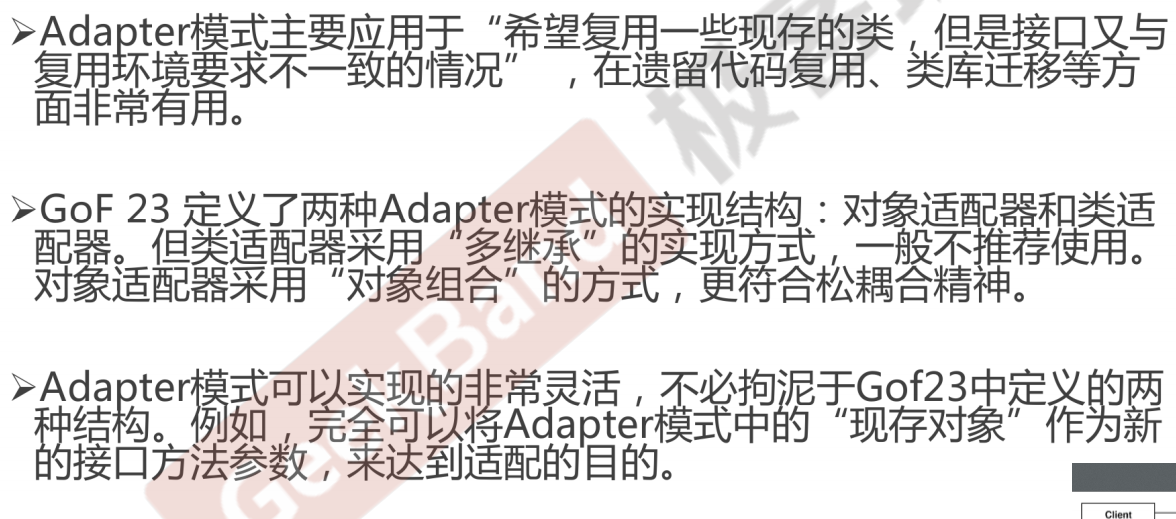 ➢Adapter模式主要应用于“希望复用一些现存的类，但是接口又与
复用环境要求不一致的情况”，在遗留代码复用、类库迁移等方
面非常有用。
➢GoF 23 定义了两种Adapter模式的实现结构：对象适配器和类适
配器。但类适配器采用“多继承”的实现方式，一般不推荐使用。
对象适配器采用“对象组合”的方式，更符合松耦合精神。
➢Adapter模式可以实现的非常灵活，不必拘泥于Gof23中定义的两
种结构。例如，完全可以将Adapter模式中的“现存对象”作为新
的接口方法参数，来达到适配的目的。
GeekBand
极客
Client